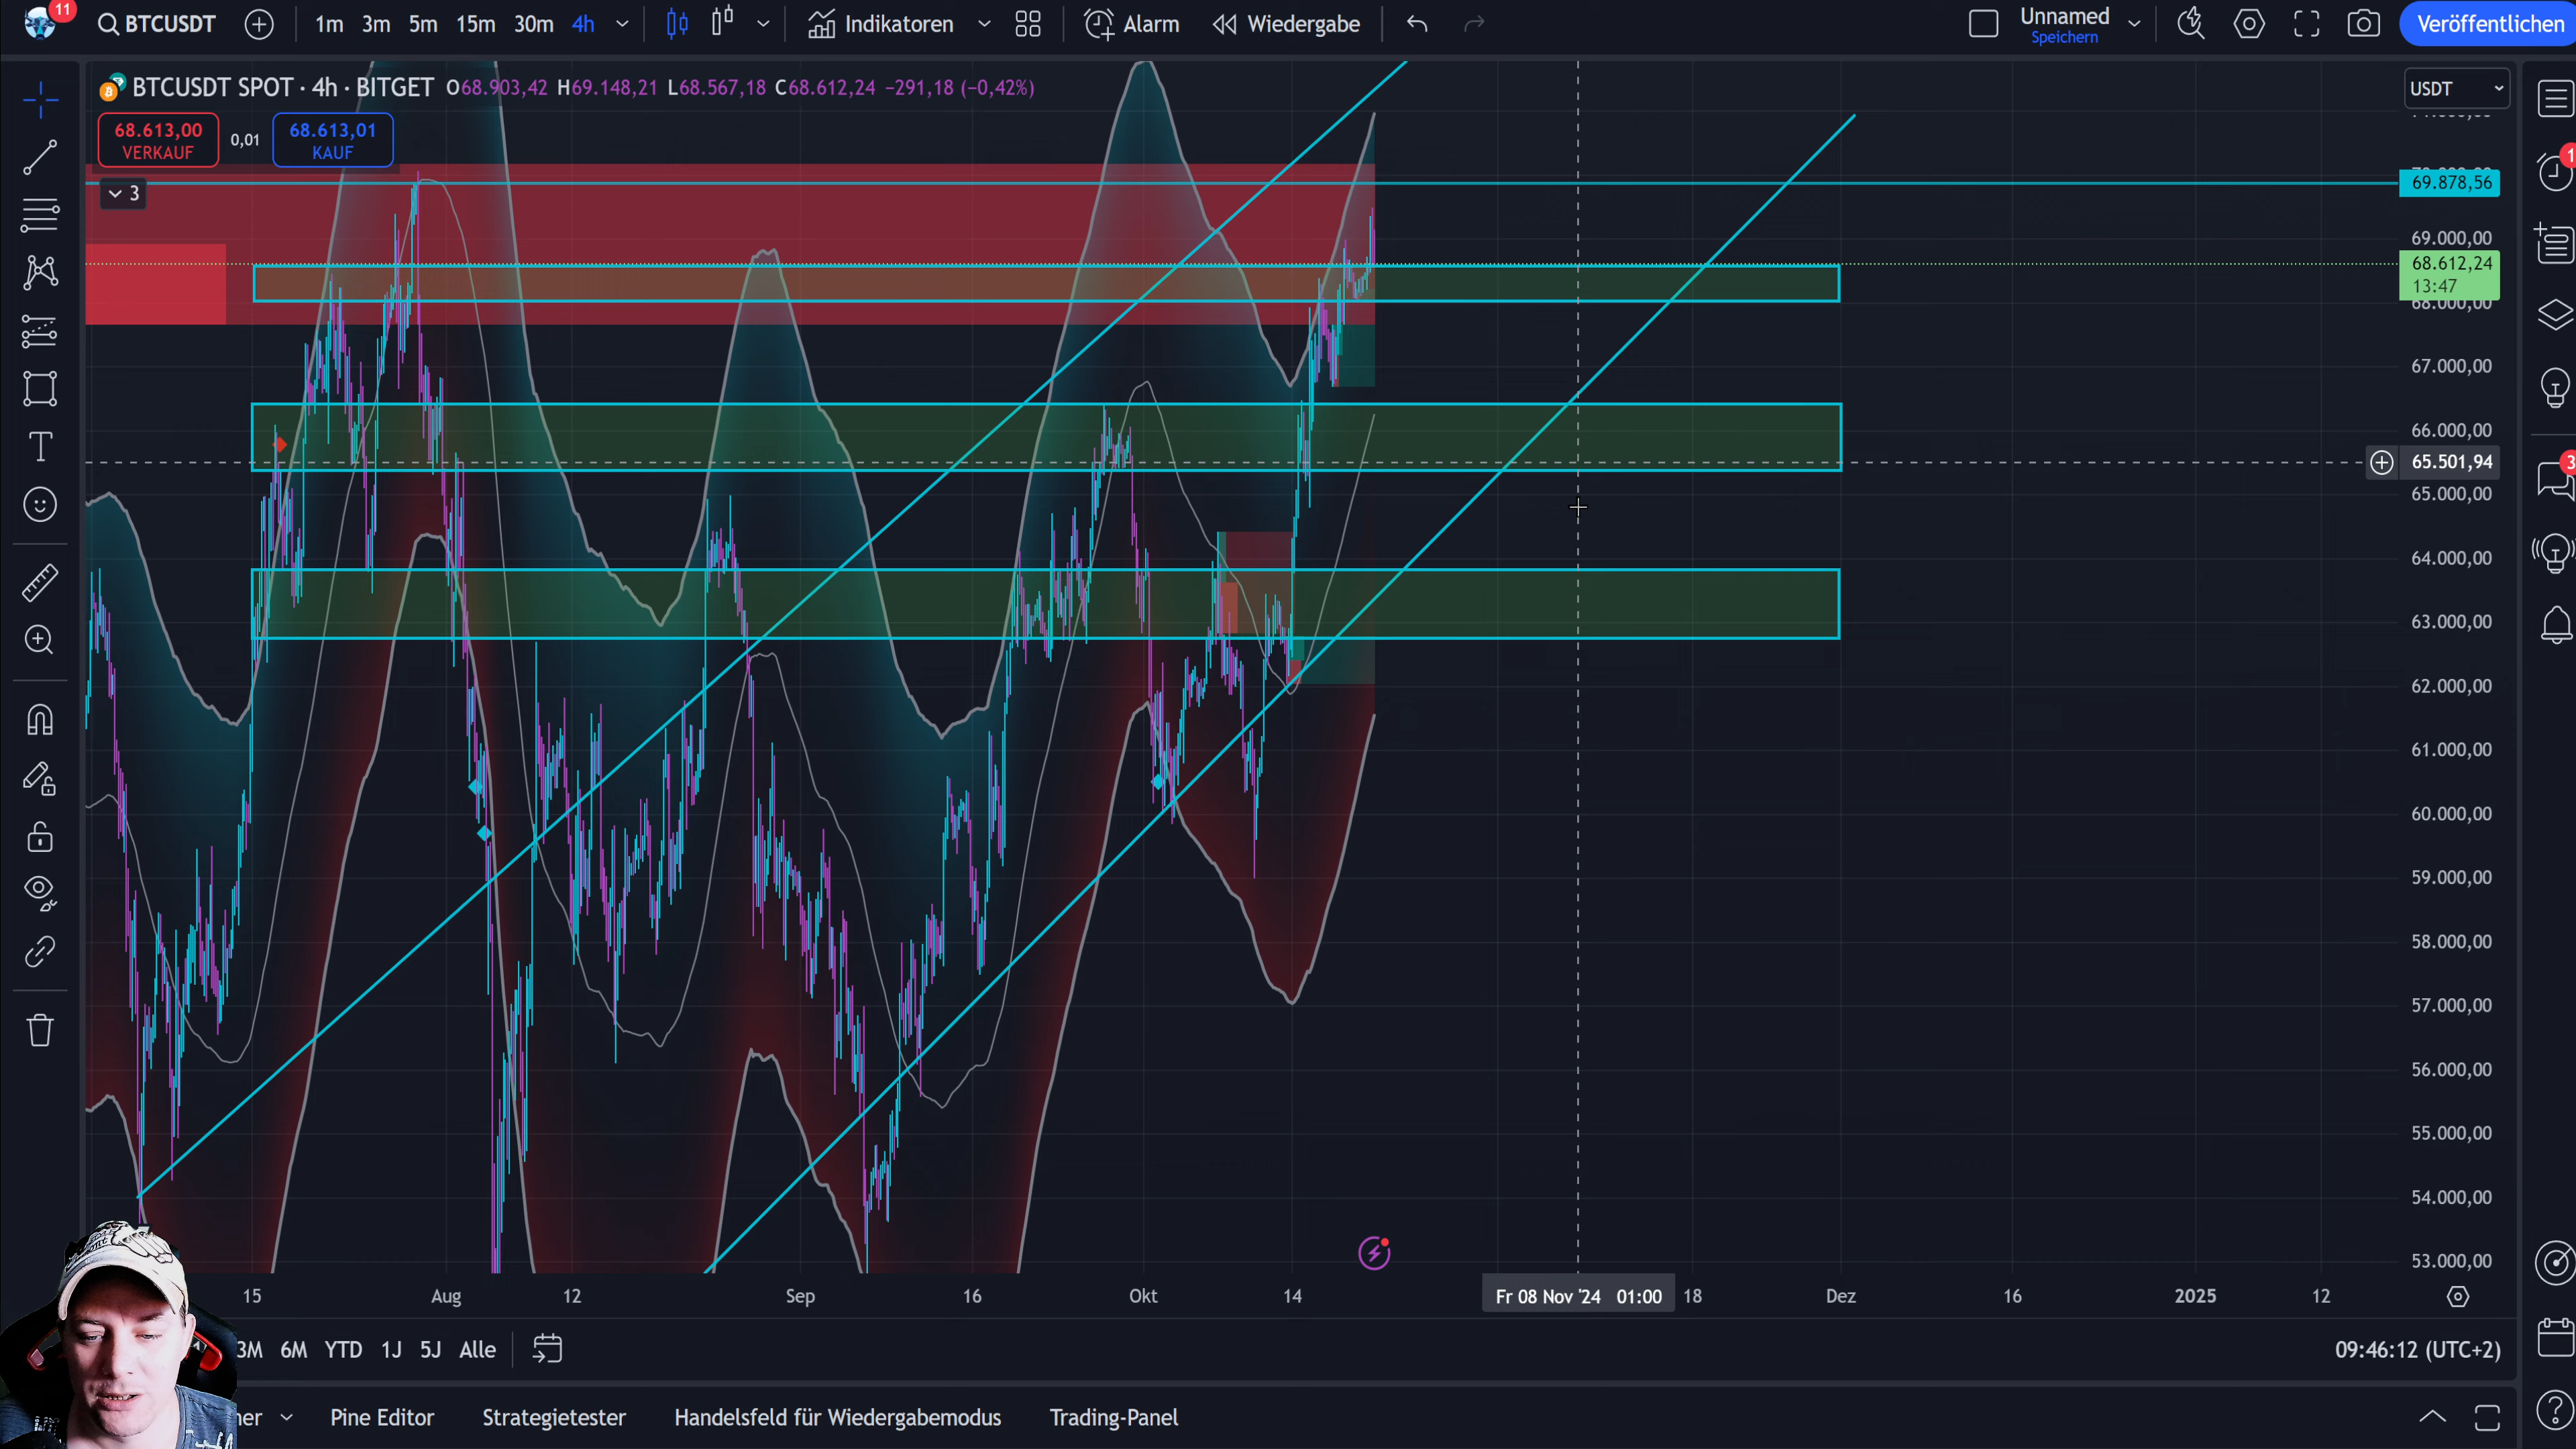 11
BTCUSDT
1m 3m 5m 15m 30m 4h
Indikatoren
Alarm
Wiedergabe
Unnamed
Speichern
Veröffentlichen
BTCUSDT SPOT · 4h · BITGET O68.903,42 H69.148,21 L68.567,18 C68.612,24 −291,18 (−0,42%)
USDT
68.613,00
VERKAUF
0,01
68.613,01
KAUF
3
69.878,56
69.000,00
68.612,24
13:47
68.000,00
67.000,00
66.000,00
65.501,94
65.000,00
64.000,00
63.000,00
62.000,00
61.000,00
60.000,00
59.000,00
58.000,00
57.000,00
56.000,00
55.000,00
54.000,00
53.000,00
1
3
15 Aug 12 Sep 16 Okt 14 Fr 08 Nov '24 01:00 18 Dez 16 2025 12
3M 6M YTD 1J 5J Alle
09:46:12 (UTC+2)
Pine Editor Strategietester Handelsfeld für Wiedergabemodus Trading-Panel